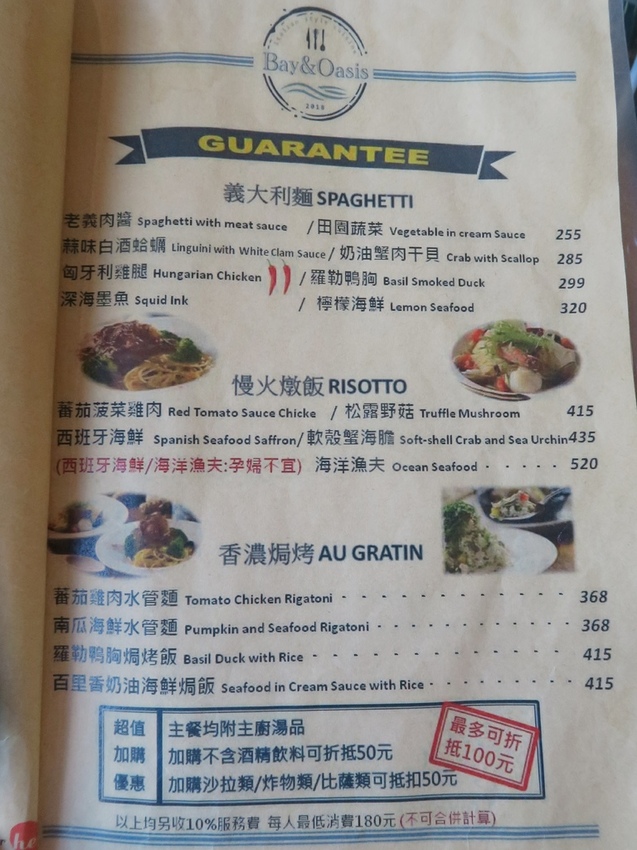 Bay&Oasis
2018
GUARANTEE
義大利麵 SPAGHETTI
老義肉醬 Spaghetti with meat sauce / 田園蔬菜 Vegetable in cream Sauce 255
蒜味白酒蛤蠣 Linguini with White Clam Sauce / 奶油蟹肉干貝 Crab with Scallop 285
匈牙利雞腿 Hungarian Chicken / 羅勒鴨胸 Basil Smoked Duck 299
深海墨魚 Squid Ink / 檸檬海鮮 Lemon Seafood 320
慢火燉飯 RISOTTO
蕃茄菠菜雞肉 Red Tomato Sauce Chicke / 松露野菇 Truffle Mushroom 415
西班牙海鮮 Spanish Seafood Saffron/ 軟殼蟹海膽 Soft-shell Crab and Sea Urchin 435
(西班牙海鮮/海洋漁夫:孕婦不宜) 海洋漁夫 Ocean Seafood · · · · · 520
香濃焗烤 AU GRATIN
蕃茄雞肉水管麵 Tomato Chicken Rigatoni - - - - - - - - - - - 368
南瓜海鮮水管麵 Pumpkin and Seafood Rigatoni - - - - - - - - - 368
羅勒鴨胸焗烤飯 Basil Duck with Rice - - - - - - - - - - - - - 415
百里香奶油海鮮焗飯 Seafood in Cream Sauce with Rice - - - - - - - 415
超值 主餐均附主廚湯品
加購 加購不含酒精飲料可折抵50元
優惠 加購沙拉類/炸物類/比薩類可抵扣50元
最多可折
抵100元
以上均另收10%服務費 每人最低消費180元 (不可合併計算)